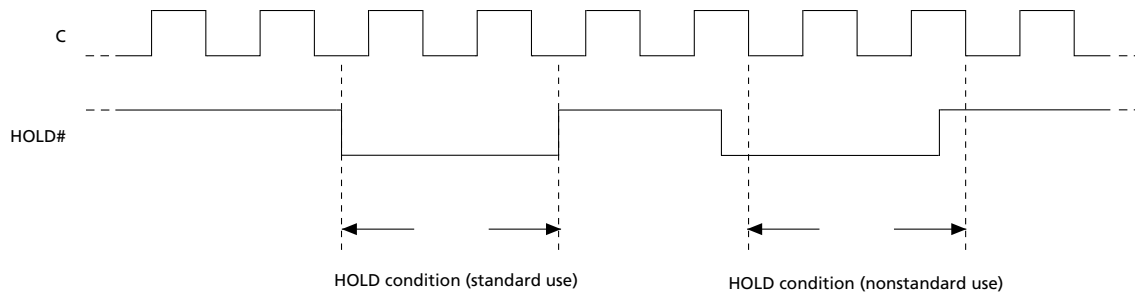 C
HOLD#
HOLD condition (standard use)
HOLD condition (nonstandard use)